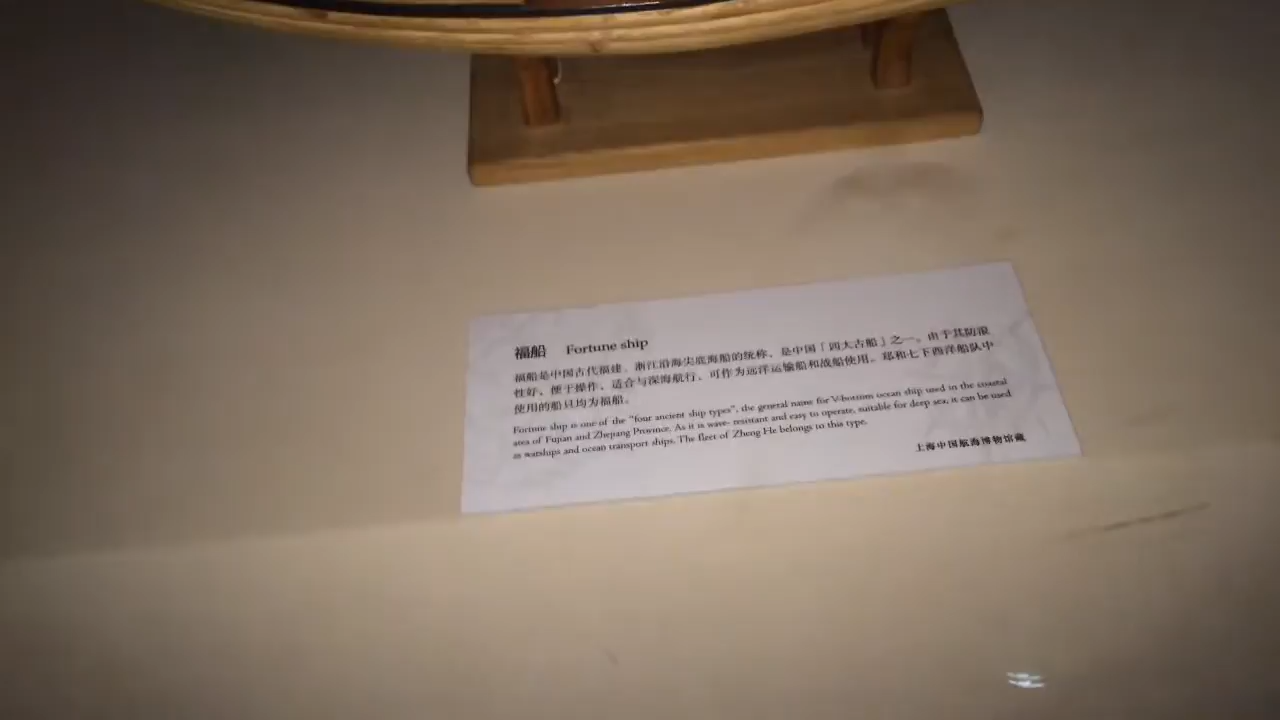 福船 Fortune ship
福船是中国古代福建、浙江沿海尖底海船的统称，是中国「四大古船」之一。由于其防浪
性好、便于操作、适合与深海航行、可作为远洋运输船和战船使用。郑和七下西洋船队中
使用的船只均为福船。
Fortune ship is one of the "four ancient ship types", the general name for V-bottom ocean ship used in the coastal
area of Fujian and Zhejiang Province. As it is wave- resistant and easy to operate, suitable for deep sea, it can be used
as warships and ocean transport ships. The fleet of Zheng He belongs to this type.
上海中国航海博物馆藏